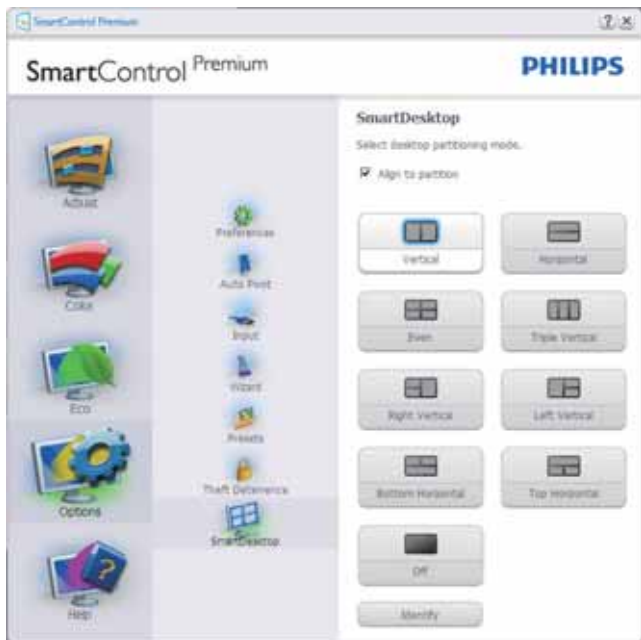 SmartControl Premium
? X
SmartControl Premium
PHILIPS
Adjust
Color
Eco
Options
Help
Preferences
Auto Pivot
Input
Wizard
Presets
Theft Deterrence
SmartDesktop
SmartDesktop
Select desktop partitioning mode.
Align to partition
Vertical
Horizontal
Even
Triple Vertical
Right Vertical
Left Vertical
Bottom Horizontal
Top Horizontal
Off
Identify